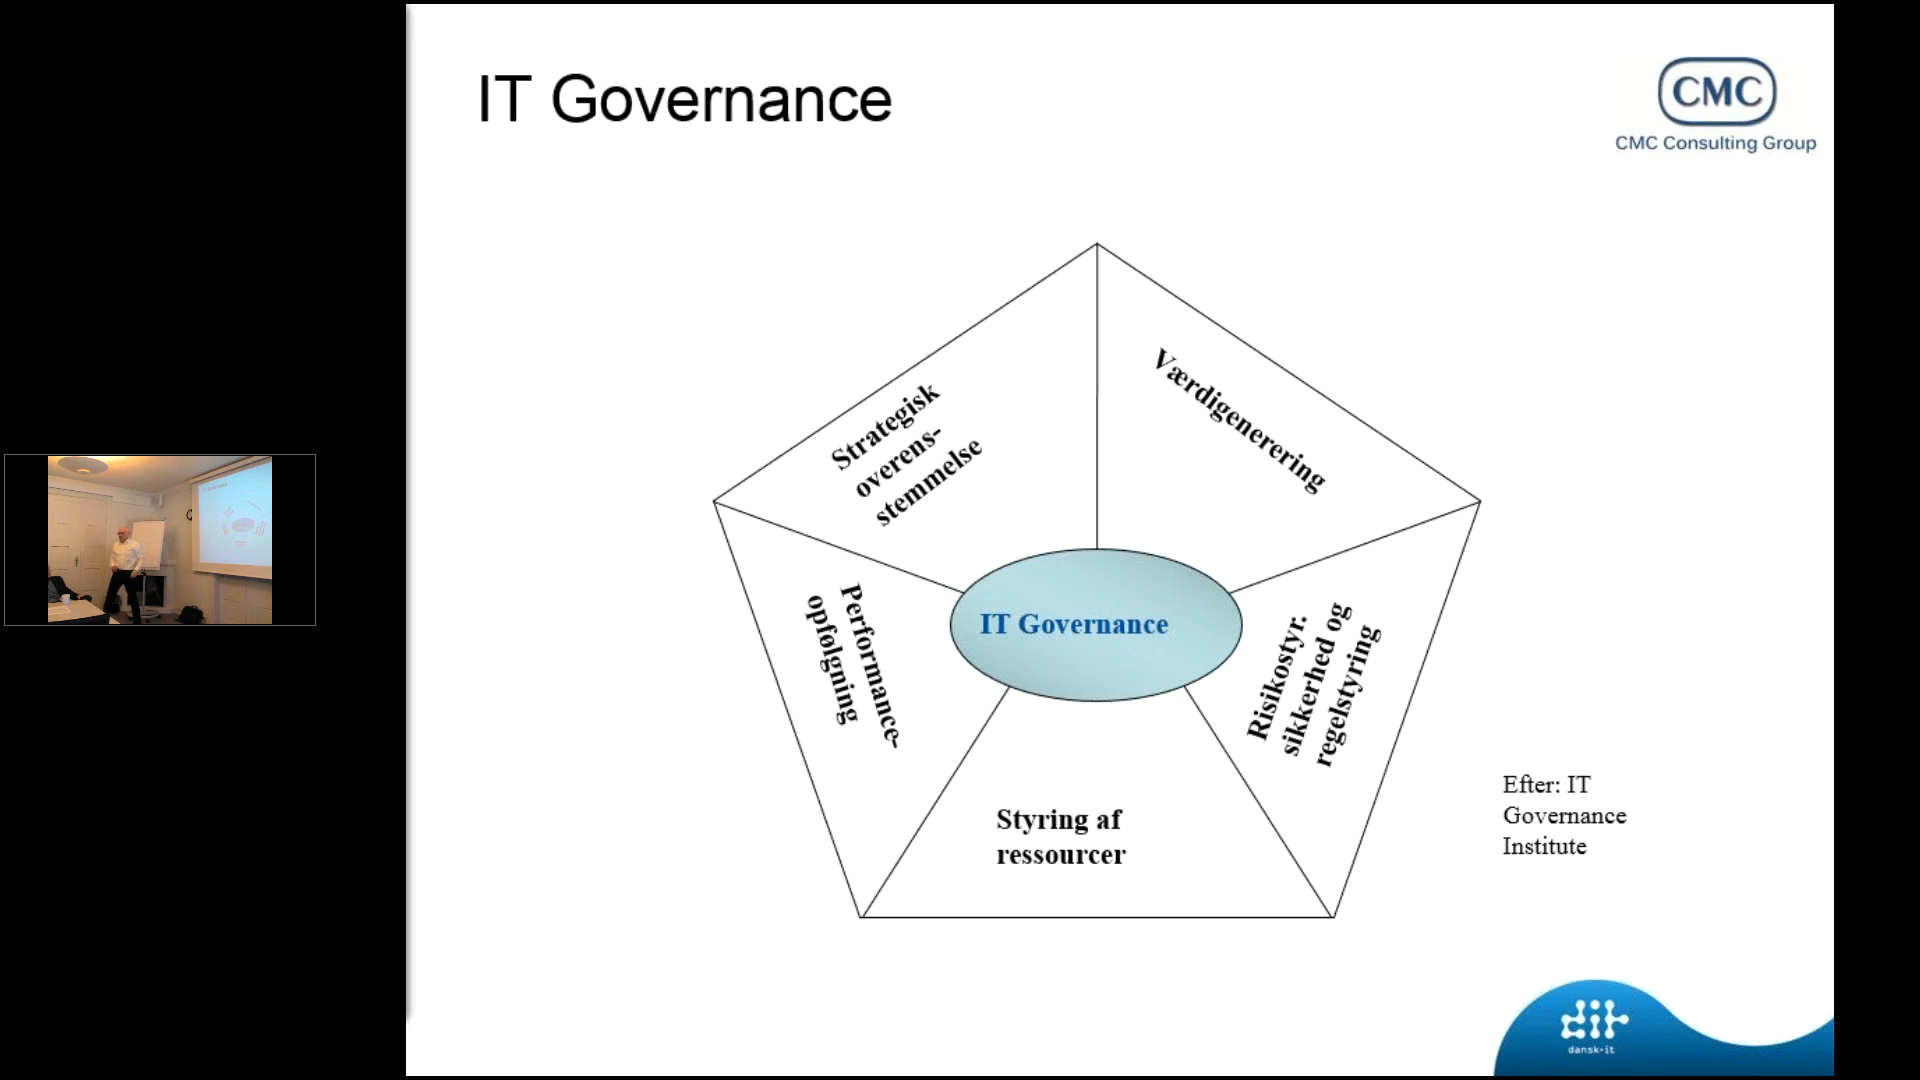 IT Governance
CMC
CMC Consulting Group
Strategisk
overens-
stemmelse
Værdigenerering
Performance-
opfølgning
IT Governance
Risikostyr.
sikkerhed og
regelstyring
Styring af
ressourcer
Efter: IT
Governance
Institute
dit
dansk-it